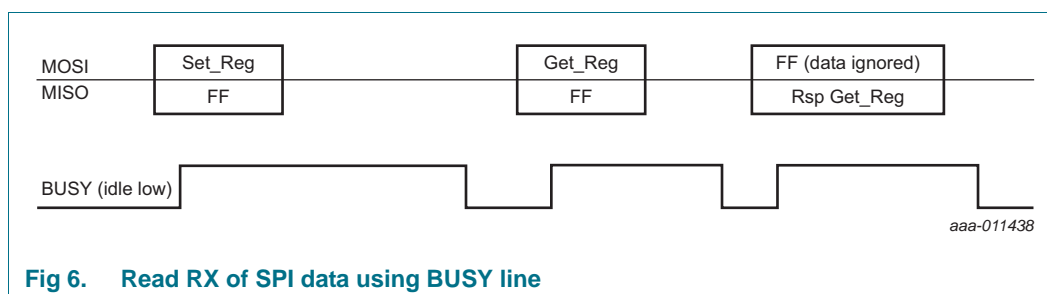 MOSI Set_Reg Get_Reg FF (data ignored)
MISO FF FF Rsp Get_Reg
BUSY (idle low)
aaa-011438
Fig 6. Read RX of SPI data using BUSY line